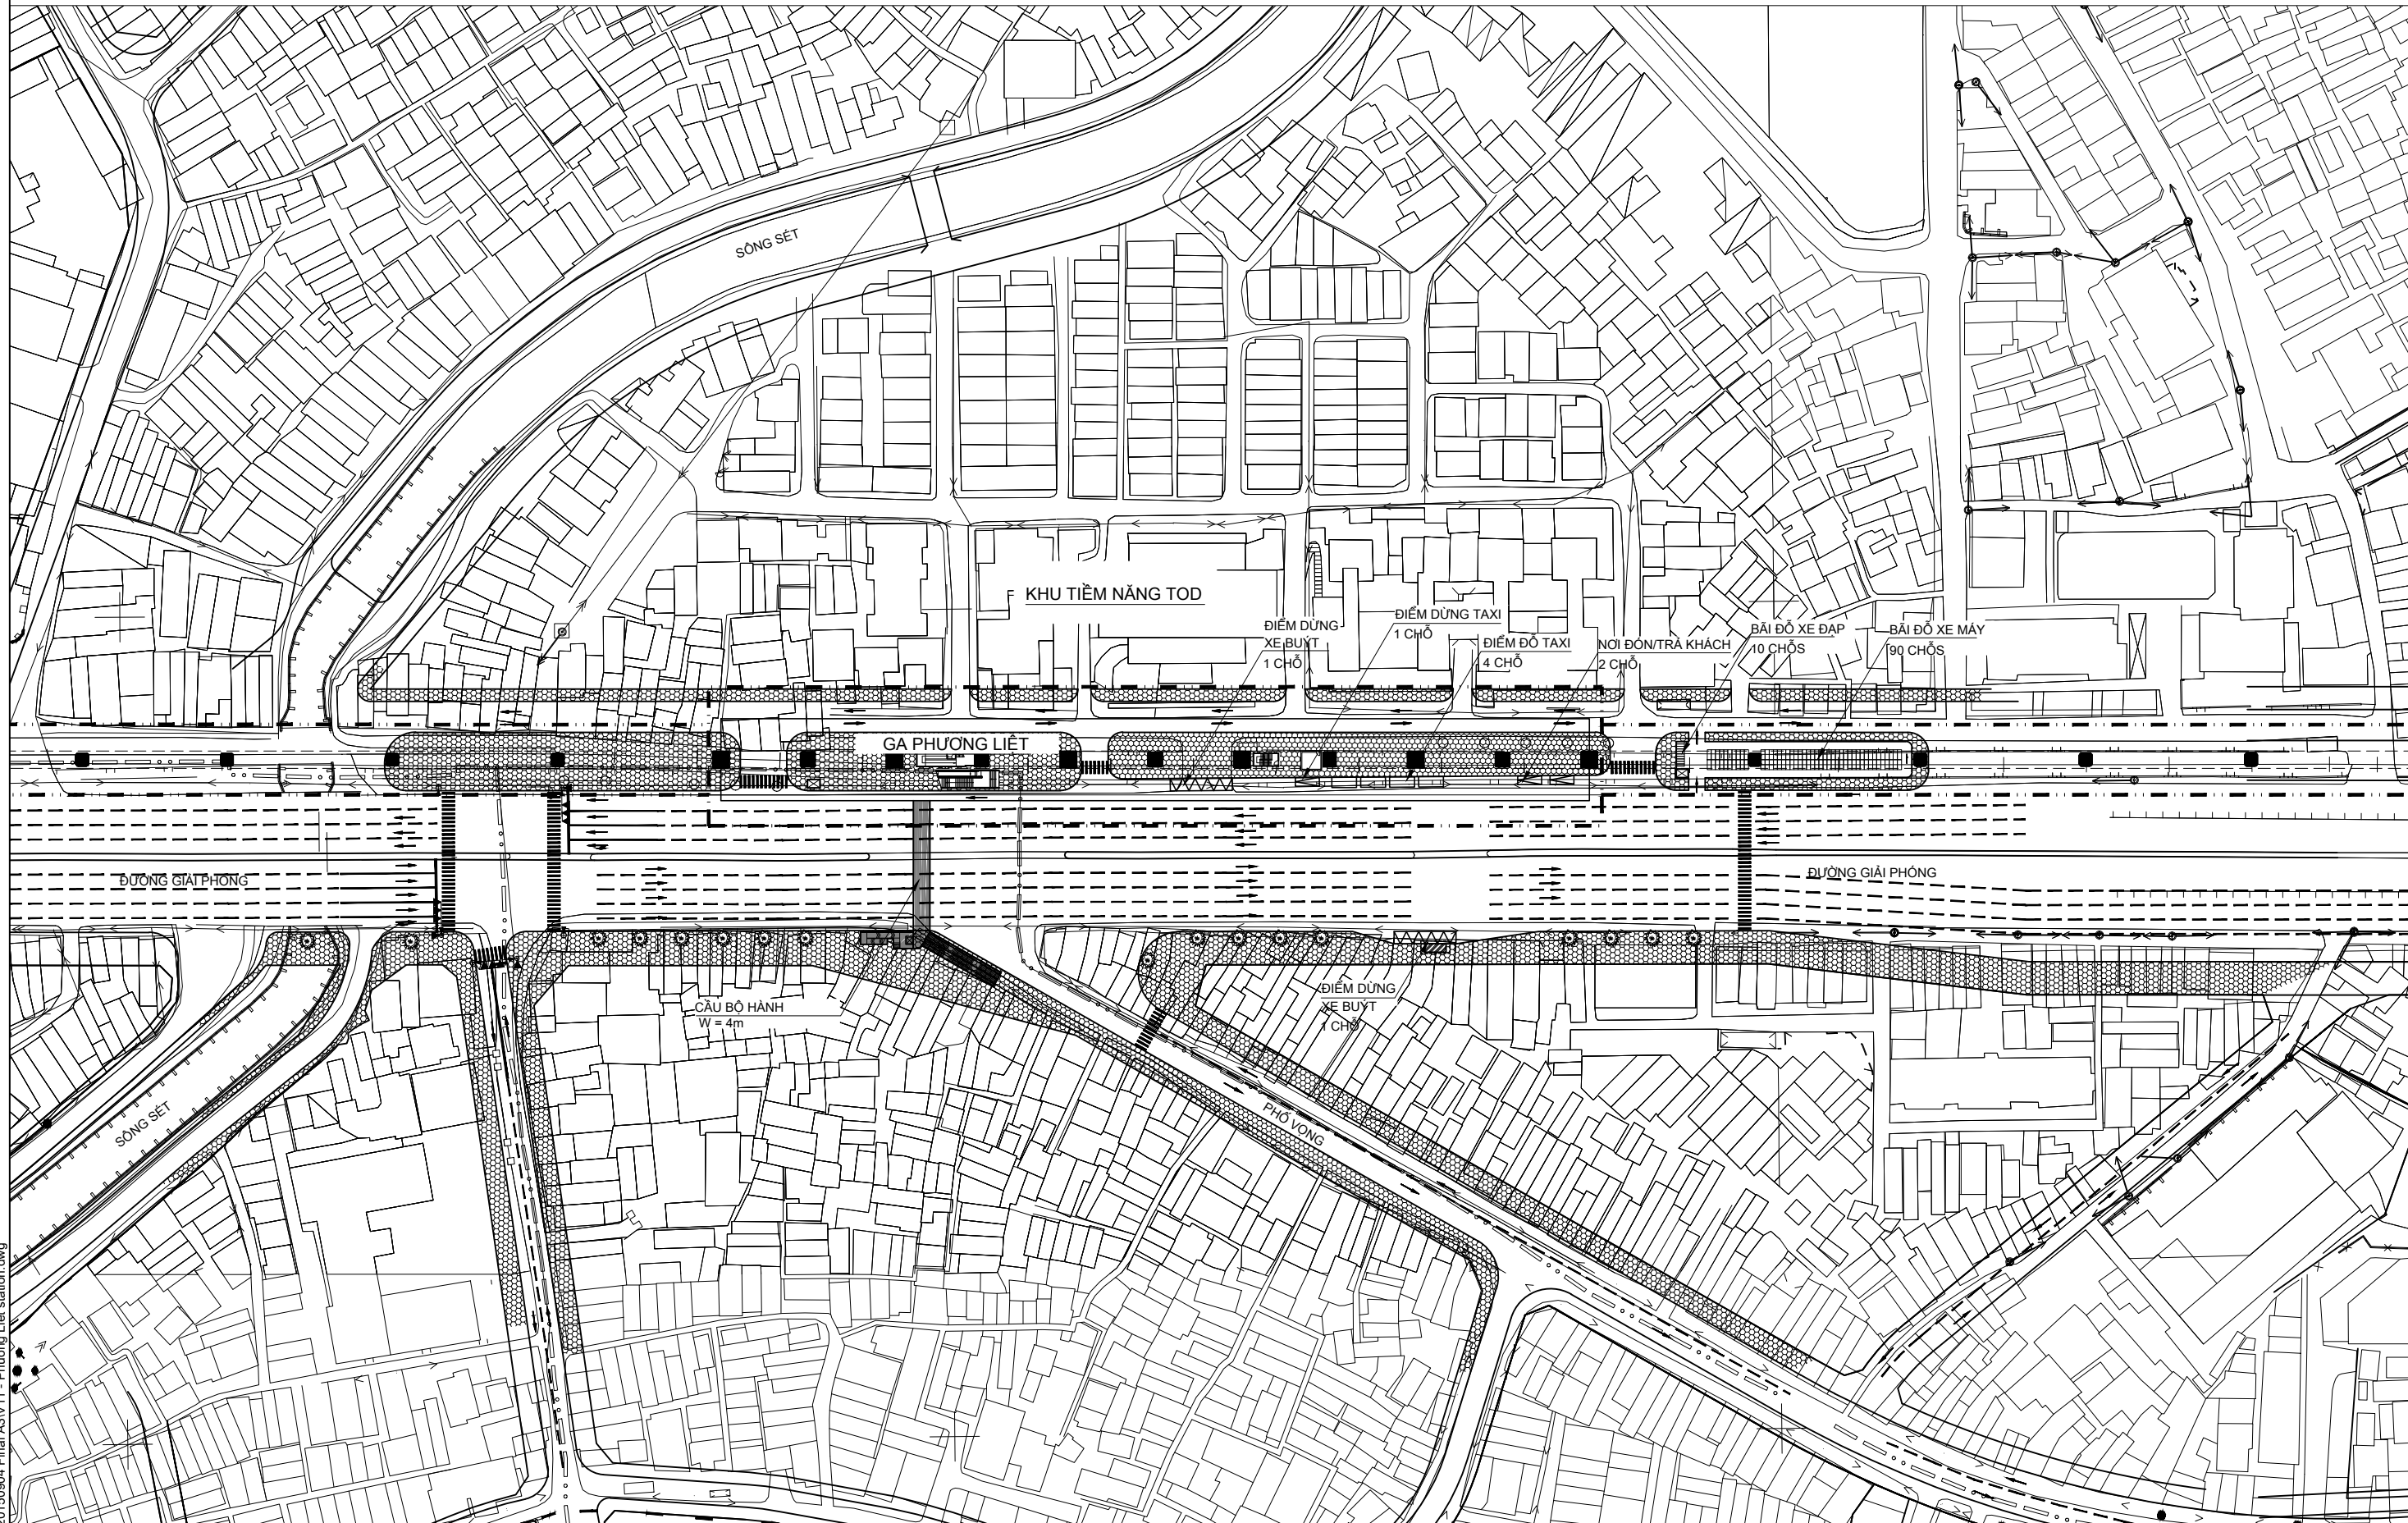 SÔNG SÉT
KHU TIỀM NĂNG TOD
ĐIỂM DỪNG
XE BUÝT
1 CHỖ
ĐIỂM DỪNG TAXI
1 CHỖ
ĐIỂM ĐỖ TAXI
4 CHỖ
NƠI ĐÓN/TRẢ KHÁCH
2 CHỖ
BÃI ĐỖ XE ĐẠP
10 CHỖS
BÃI ĐỖ XE MÁY
90 CHỖS
GA PHƯƠNG LIỆT
ĐƯỜNG GIẢI PHÓNG
ĐƯỜNG GIẢI PHÓNG
CẦU BỘ HÀNH
W = 4m
ĐIỂM DỪNG
XE BUÝT
1 CHỖ
SÔNG SÉT
PHỐ VỌNG